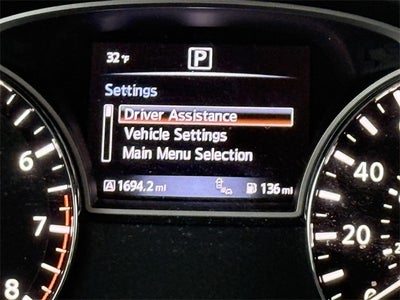 32 °F
P
Settings
Driver Assistance
Vehicle Settings
Main Menu Selection
A 1694.2 mi
136 mi
6
7
8
60
40
20